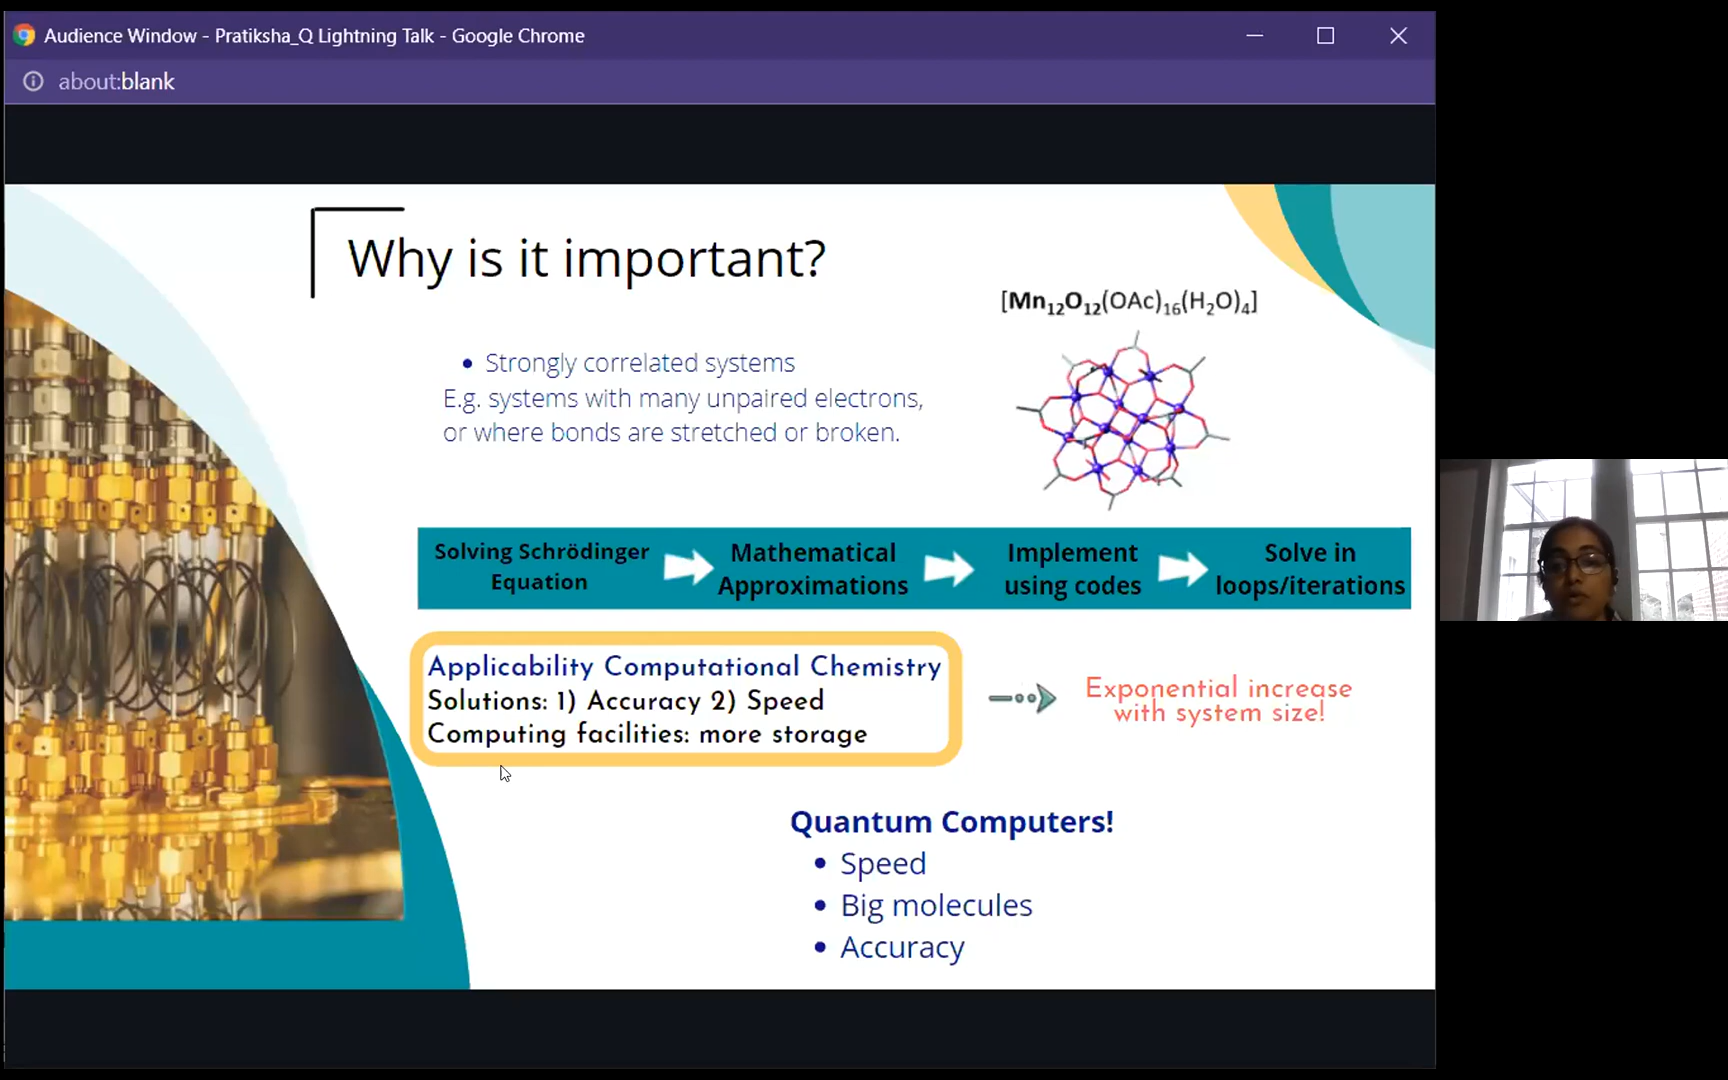 Audience Window - Pratiksha_Q Lightning Talk - Google Chrome
about:blank
Why is it important?
[Mn₁₂O₁₂(OAc)₁₆(H₂O)₄]
• Strongly correlated systems
E.g. systems with many unpaired electrons,
or where bonds are stretched or broken.
Solving Schrödinger
Equation
Mathematical
Approximations
Implement
using codes
Solve in
loops/iterations
Applicability Computational Chemistry
Solutions: 1) Accuracy 2) Speed
Computing facilities: more storage
Exponential increase
with system size!
Quantum Computers!
• Speed
• Big molecules
• Accuracy